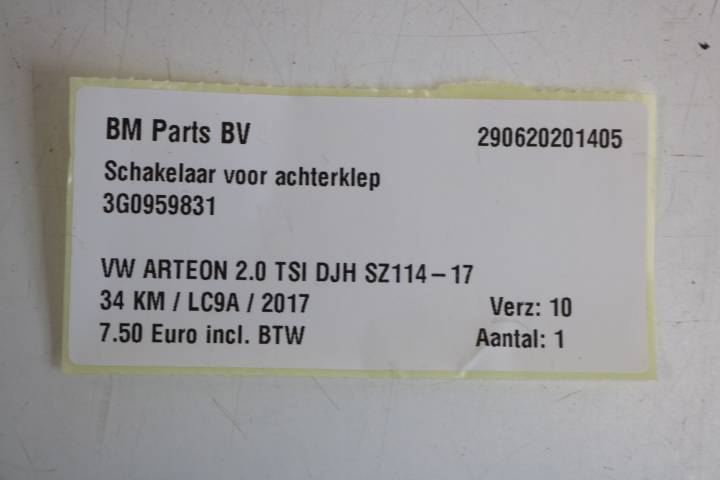 BM Parts BV 290620201405
Schakelaar voor achterklep
3G0959831
VW ARTEON 2.0 TSI DJH SZ114-17
34 KM / LC9A / 2017 Verz: 10
7.50 Euro incl. BTW Aantal: 1